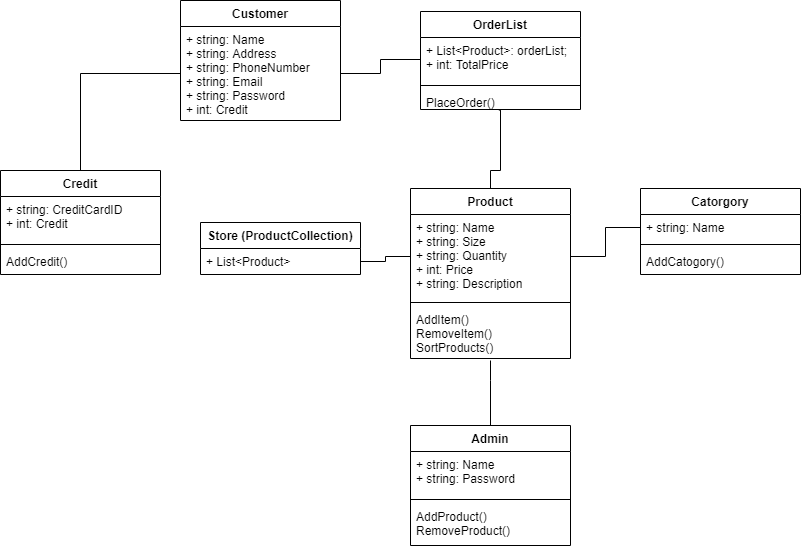 Customer
+ string: Name
+ string: Address
+ string: PhoneNumber
+ string: Email
+ string: Password
+ int: Credit
OrderList
+ List<Product>: orderList;
+ int: TotalPrice
PlaceOrder()
Credit
+ string: CreditCardID
+ int: Credit
AddCredit()
Store (ProductCollection)
+ List<Product>
Product
+ string: Name
+ string: Size
+ string: Quantity
+ int: Price
+ string: Description
AddItem()
RemoveItem()
SortProducts()
Catorgory
+ string: Name
AddCatogory()
Admin
+ string: Name
+ string: Password
AddProduct()
RemoveProduct()